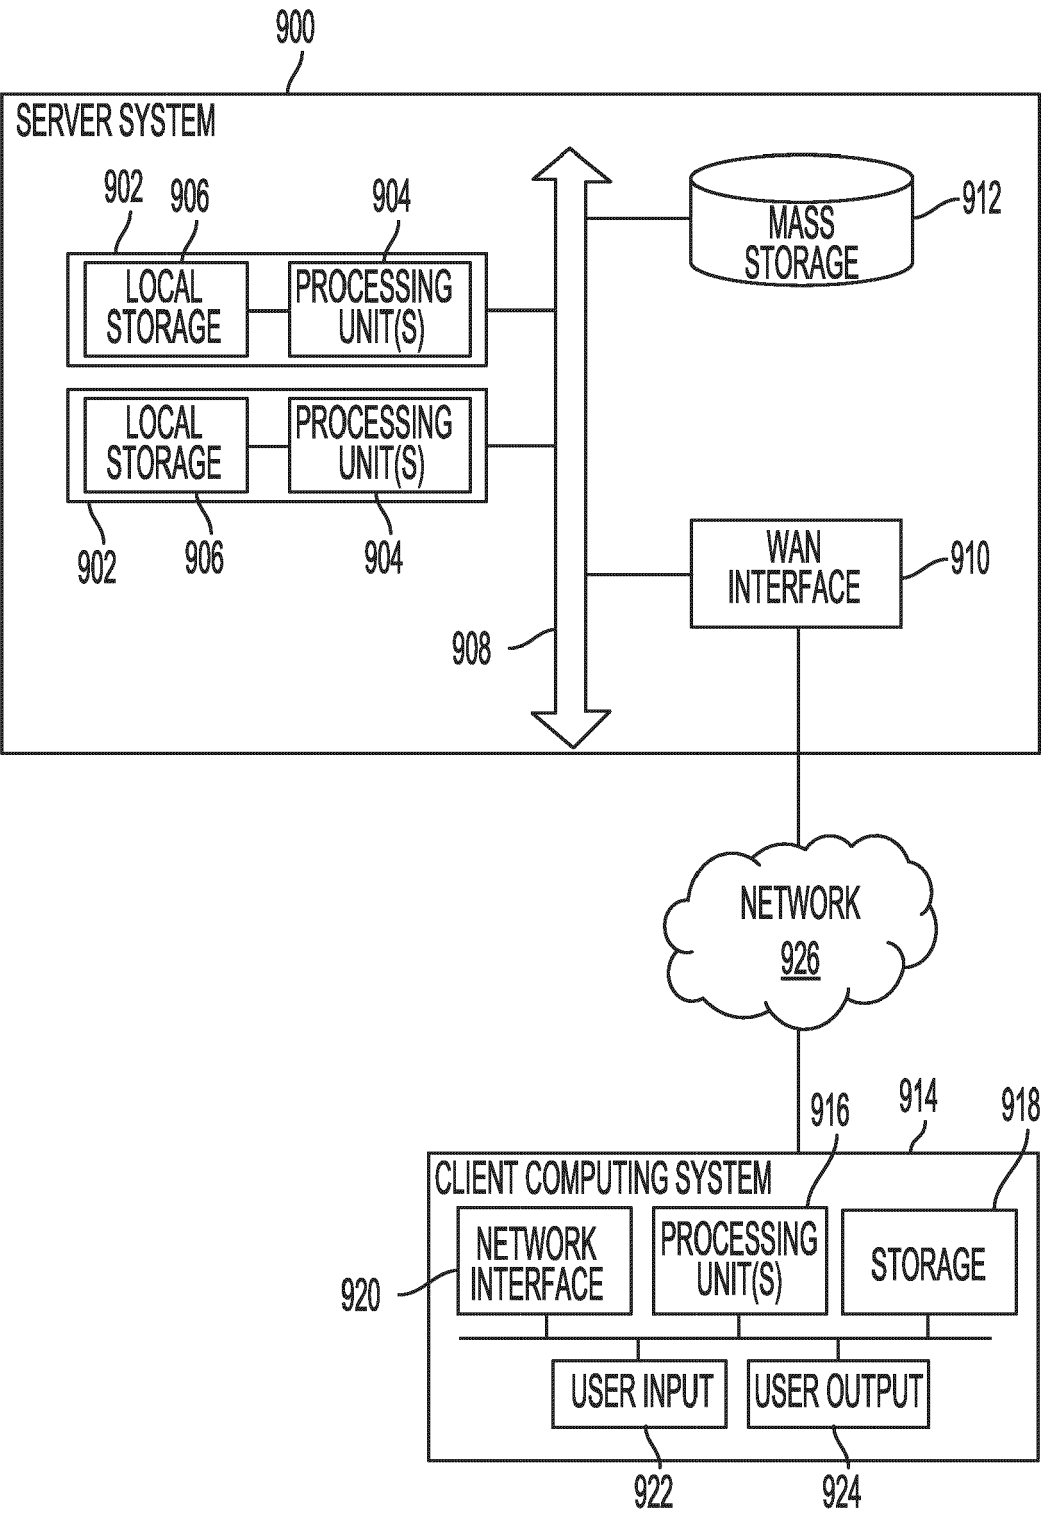 900
SERVER SYSTEM
902
906
904
912
MASS
STORAGE
LOCAL
STORAGE
PROCESSING
UNIT(S)
LOCAL
STORAGE
PROCESSING
UNIT(S)
902
906
904
WAN
INTERFACE
910
908
NETWORK
926
916
914
918
CLIENT COMPUTING SYSTEM
NETWORK
INTERFACE
PROCESSING
UNIT(S)
STORAGE
920
USER INPUT
USER OUTPUT
922
924